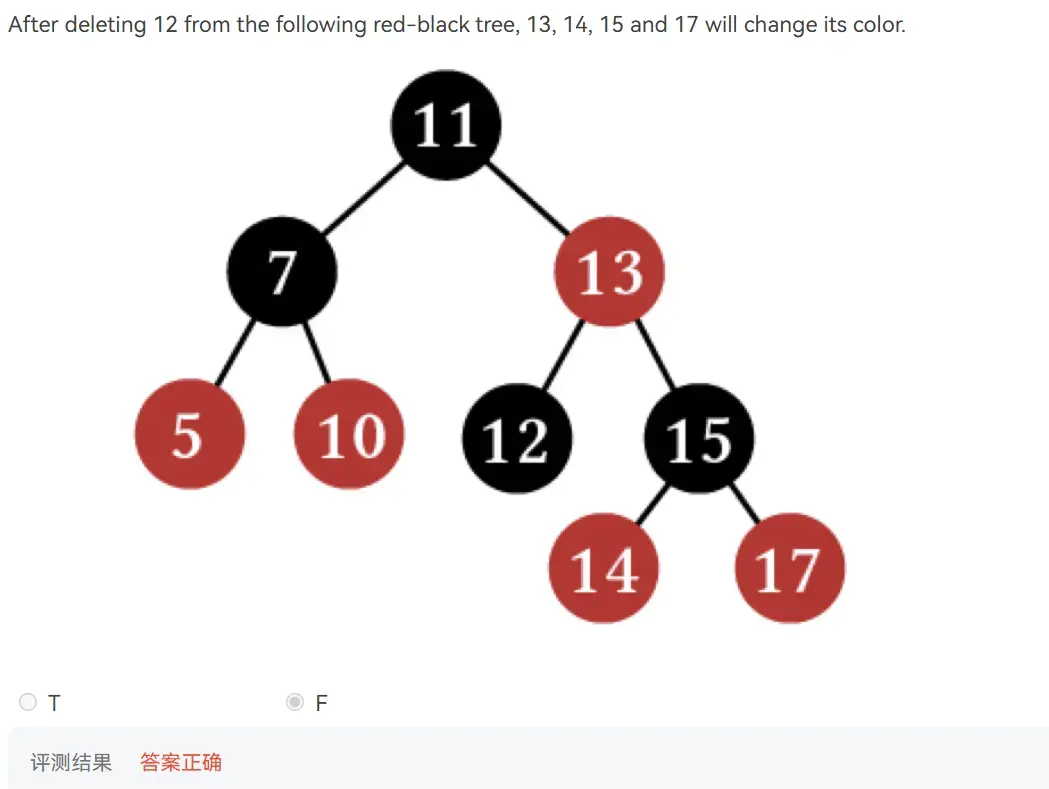 After deleting 12 from the following red-black tree, 13, 14, 15 and 17 will change its color.
11
7
13
5
10
12
15
14
17
T
F
评测结果 答案正确